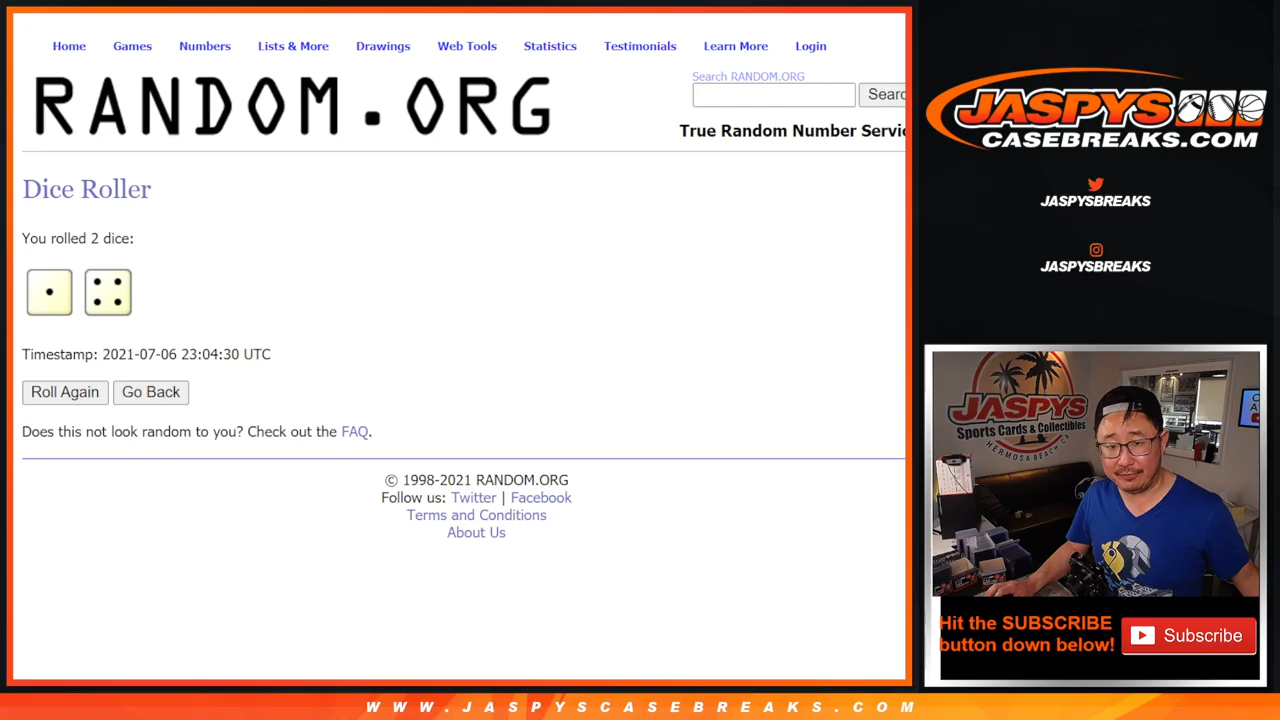 Home Games Numbers Lists & More Drawings Web Tools Statistics Testimonials Learn More Login
RANDOM.ORG
Search RANDOM.ORG
Searc
True Random Number Servic
Dice Roller
You rolled 2 dice:
Timestamp: 2021-07-06 23:04:30 UTC
Roll Again Go Back
Does this not look random to you? Check out the FAQ.
© 1998-2021 RANDOM.ORG
Follow us: Twitter | Facebook
Terms and Conditions
About Us
JASPYS
CASEBREAKS.COM
JASPYSBREAKS
JASPYSBREAKS
JASPYS
Sports Cards & Collectibles
HERMOSA BEACH, CA
Hit the SUBSCRIBE
button down below!
Subscribe
WWW.JASPYSCASEBREAKS.COM